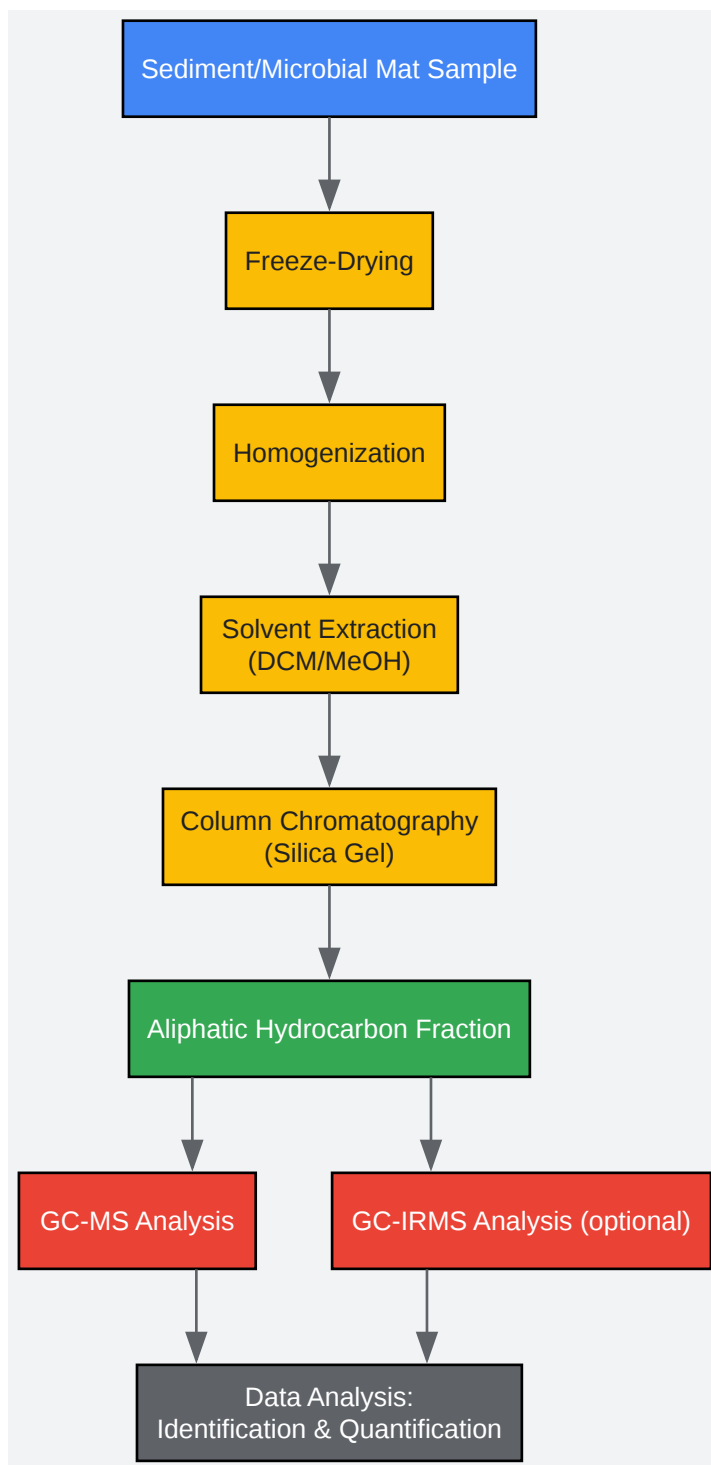 Sediment/Microbial Mat Sample
Freeze-Drying
Homogenization
Solvent Extraction
(DCM/MeOH)
Column Chromatography
(Silica Gel)
Aliphatic Hydrocarbon Fraction
GC-MS Analysis
GC-IRMS Analysis (optional)
Data Analysis:
Identification & Quantification